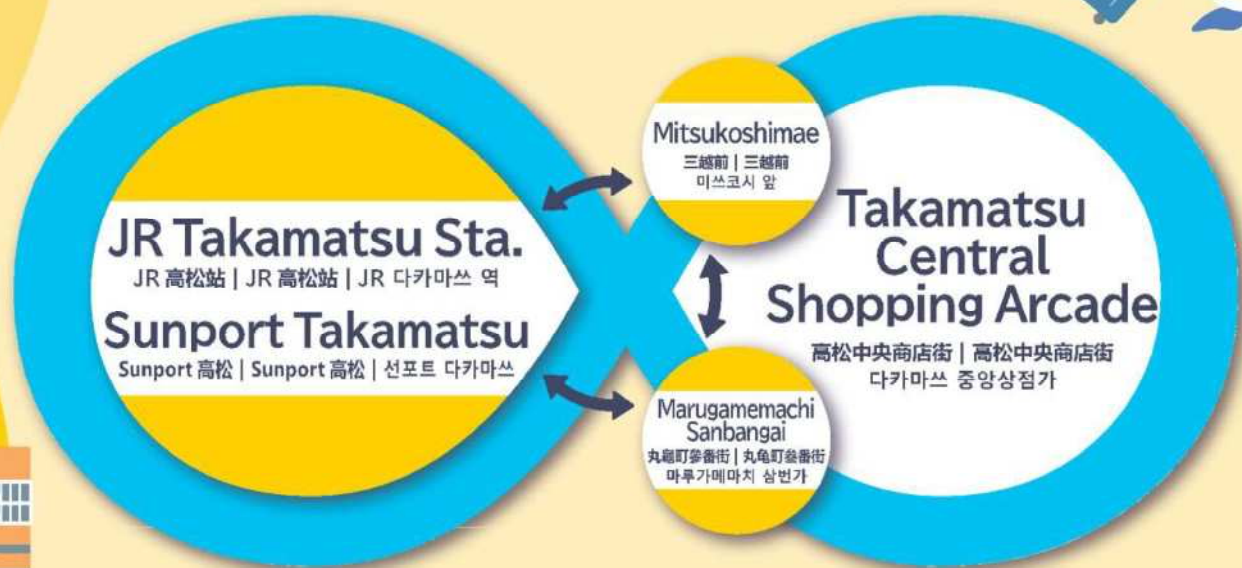 JR Takamatsu Sta.
JR 高松站 | JR 高松站 | JR 다카마쓰 역
Sunport Takamatsu
Sunport 高松 | Sunport 高松 | 선포트 다카마쓰
Mitsukoshimae
三越前 | 三越前
미쓰코시 앞
Takamatsu
Central
Shopping Arcade
高松中央商店街 | 高松中央商店街
다카마쓰 중앙상점가
Marugamemachi
Sanbangai
丸龜町參番街 | 丸龟町叁番街
마루가메마치 삼번가